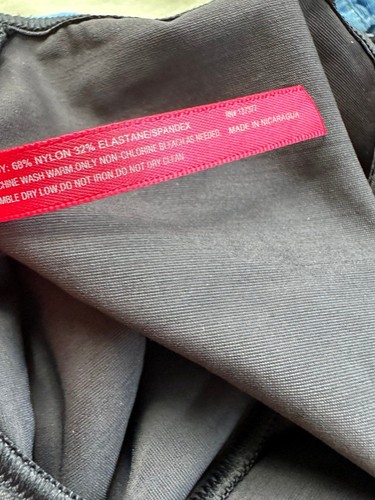 Y: 68% NYLON 32% ELASTANE/SPANDEX
CHINE WASH WARM.ONLY NON-CHLORINE BLEACH AS NEEDED.
MBLE DRY LOW,DO NOT IRON,DO NOT DRY CLEAN
MADE IN NICARAGUA